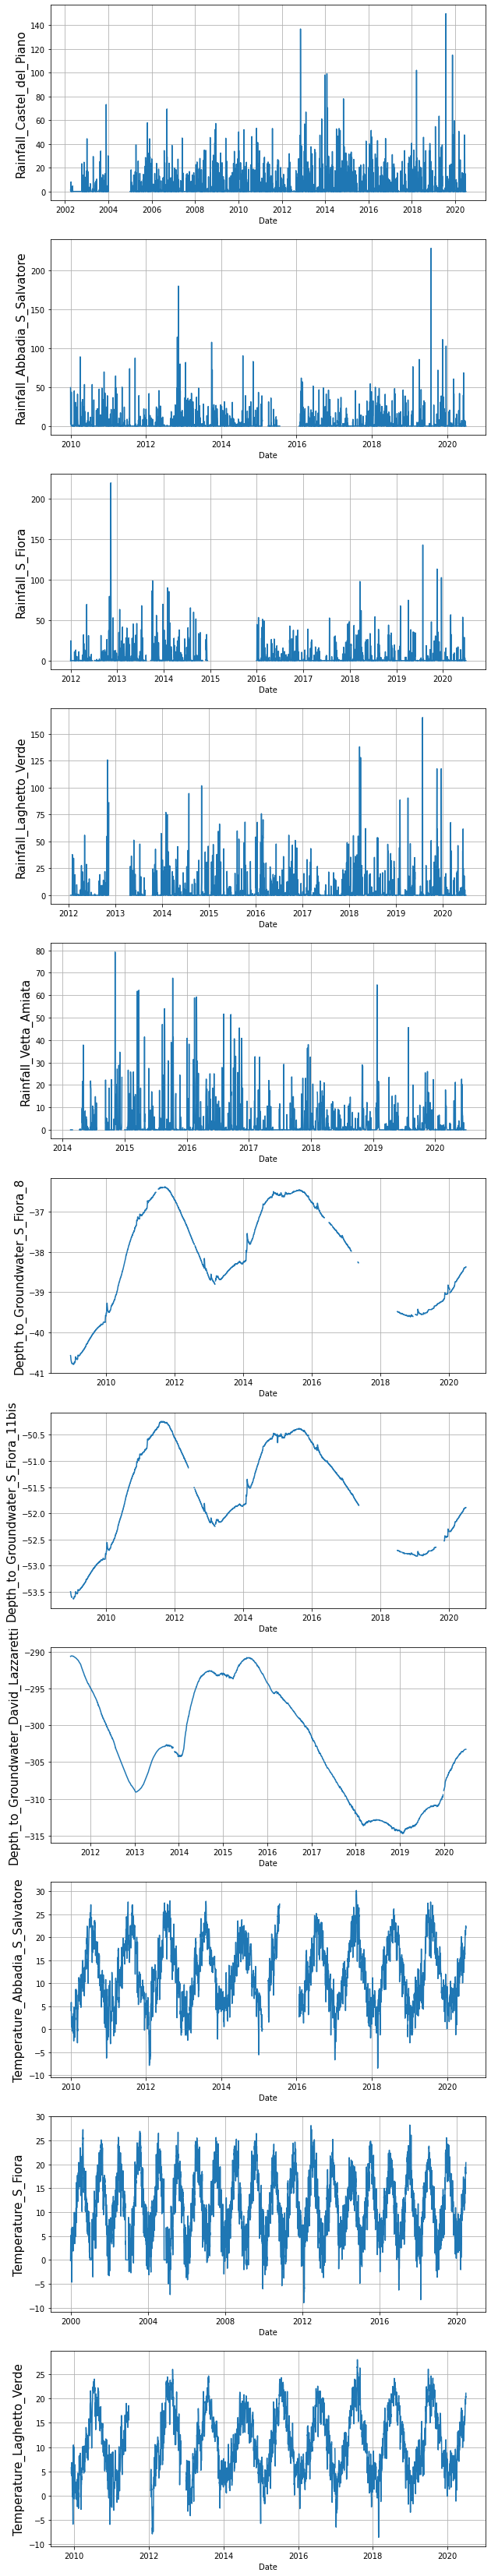 Rainfall_Castel_del_Piano
140
120
100
80
60
40
20
0
2002 2004 2006 2008 2010 2012 2014 2016 2018 2020
Date
Rainfall_Abbadia_S_Salvatore
200
150
100
50
0
2010 2012 2014 2016 2018 2020
Date
Rainfall_S_Fiora
200
150
100
50
0
2012 2013 2014 2015 2016 2017 2018 2019 2020
Date
Rainfall_Laghetto_Verde
150
125
100
75
50
25
0
2012 2013 2014 2015 2016 2017 2018 2019 2020
Date
Rainfall_Vetta_Amiata
80
70
60
50
40
30
20
10
0
2014 2015 2016 2017 2018 2019 2020
Date
Depth_to_Groundwater_S_Fiora_8
−37
−38
−39
−40
−41
2010 2012 2014 2016 2018 2020
Date
Depth_to_Groundwater_S_Fiora_11bis
−50.5
−51.0
−51.5
−52.0
−52.5
−53.0
−53.5
2010 2012 2014 2016 2018 2020
Date
Depth_to_Groundwater_David_Lazzaretti
−290
−295
−300
−305
−310
−315
2012 2013 2014 2015 2016 2017 2018 2019 2020
Date
Temperature_Abbadia_S_Salvatore
30
25
20
15
10
5
0
−5
−10
2010 2012 2014 2016 2018 2020
Date
Temperature_S_Fiora
30
25
20
15
10
5
0
−5
−10
2000 2004 2008 2012 2016 2020
Date
Temperature_Laghetto_Verde
25
20
15
10
5
0
−5
−10
2010 2012 2014 2016 2018 2020
Date